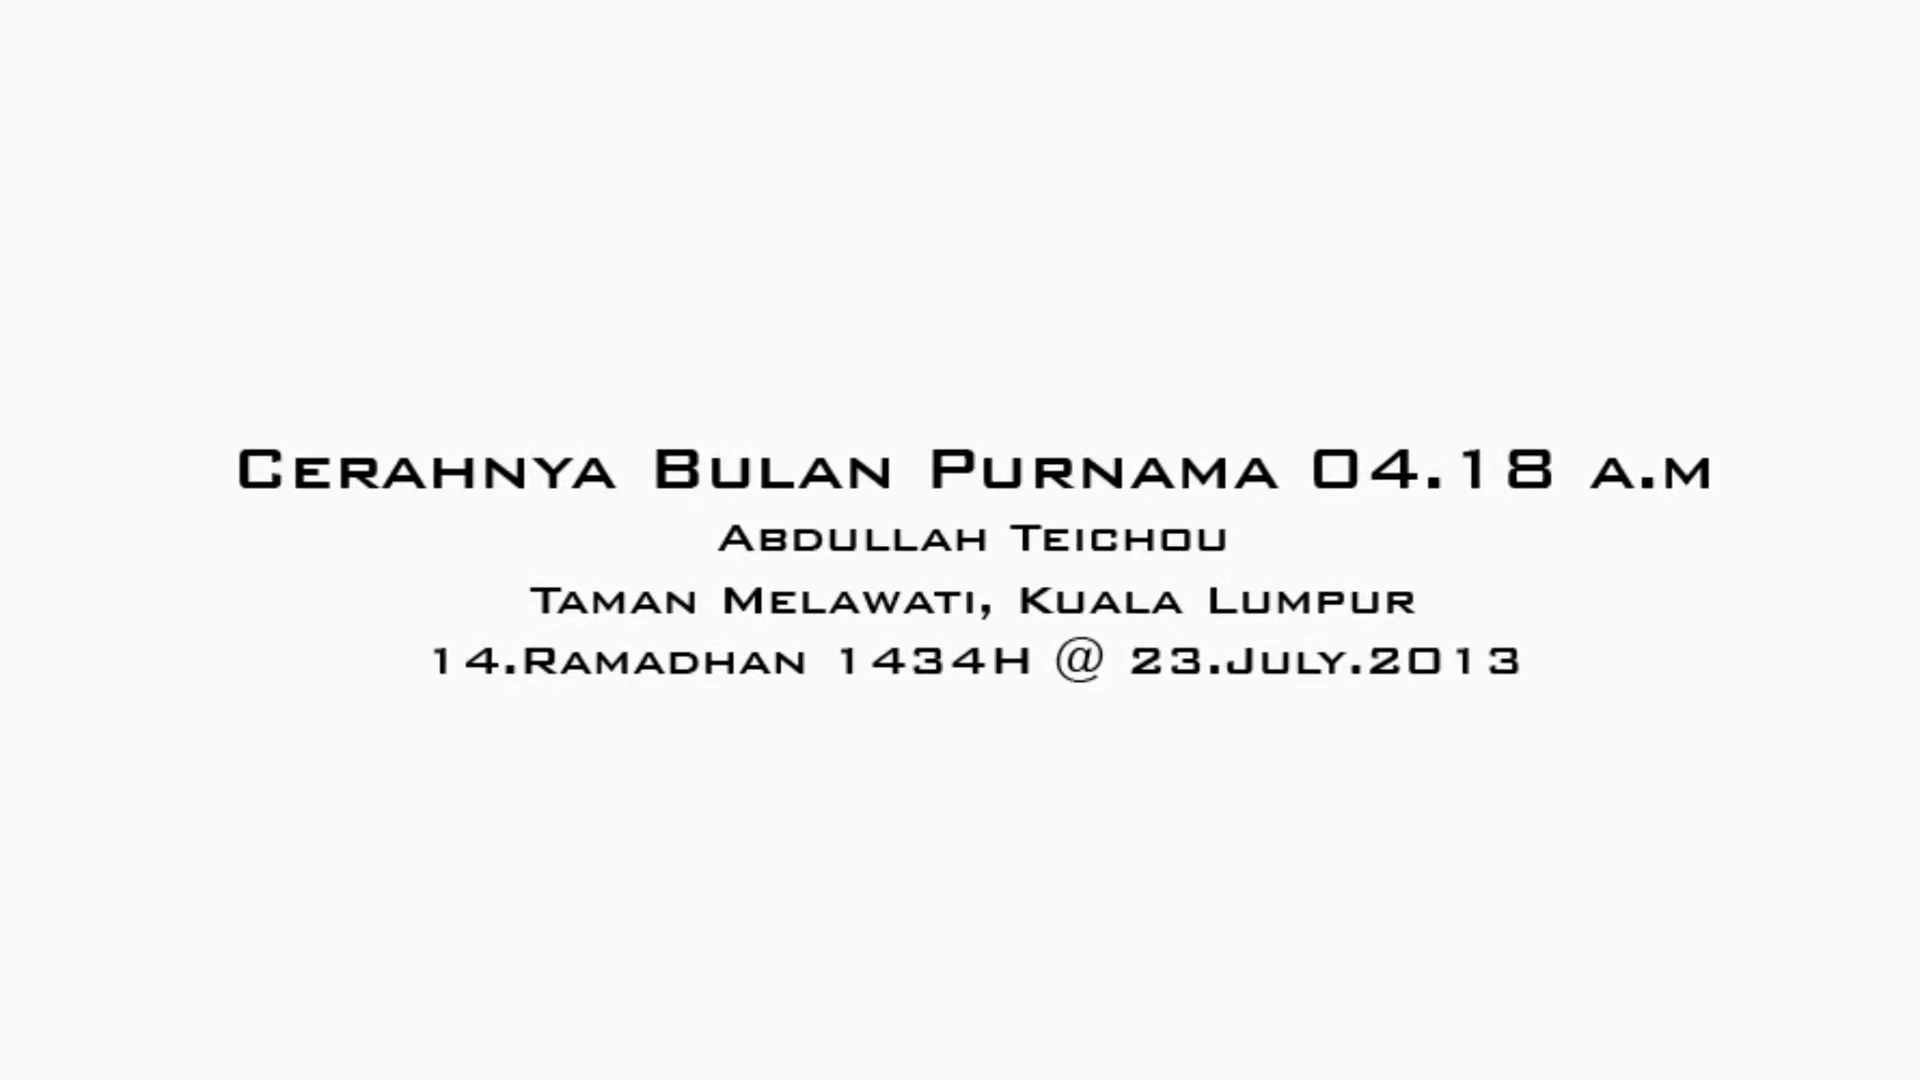 Cerahnya Bulan Purnama 04.18 a.m
Abdullah Teichou
Taman Melawati, Kuala Lumpur
14.Ramadhan 1434H @ 23.July.2013